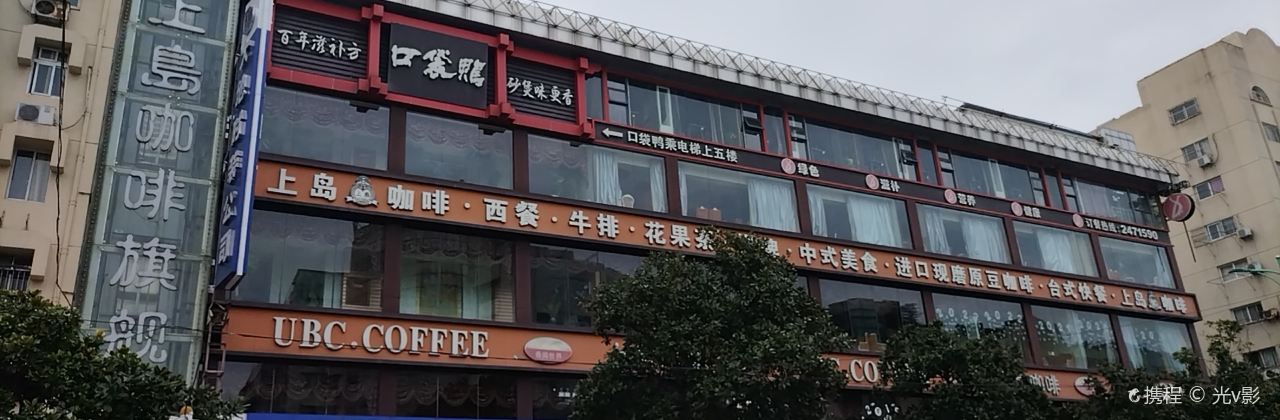 上島咖啡旗舰
百年滋补方
口袋鴨
砂煲味更香
←口袋鸭乘电梯上五楼
绿色
滋补
营养
健康
订餐热线:2471590
上岛 咖啡·西餐·牛排·花果茶
·中式美食·进口现磨原豆咖啡·台式快餐·上岛 咖啡
UBC.COFFEE
携程 © 光v影